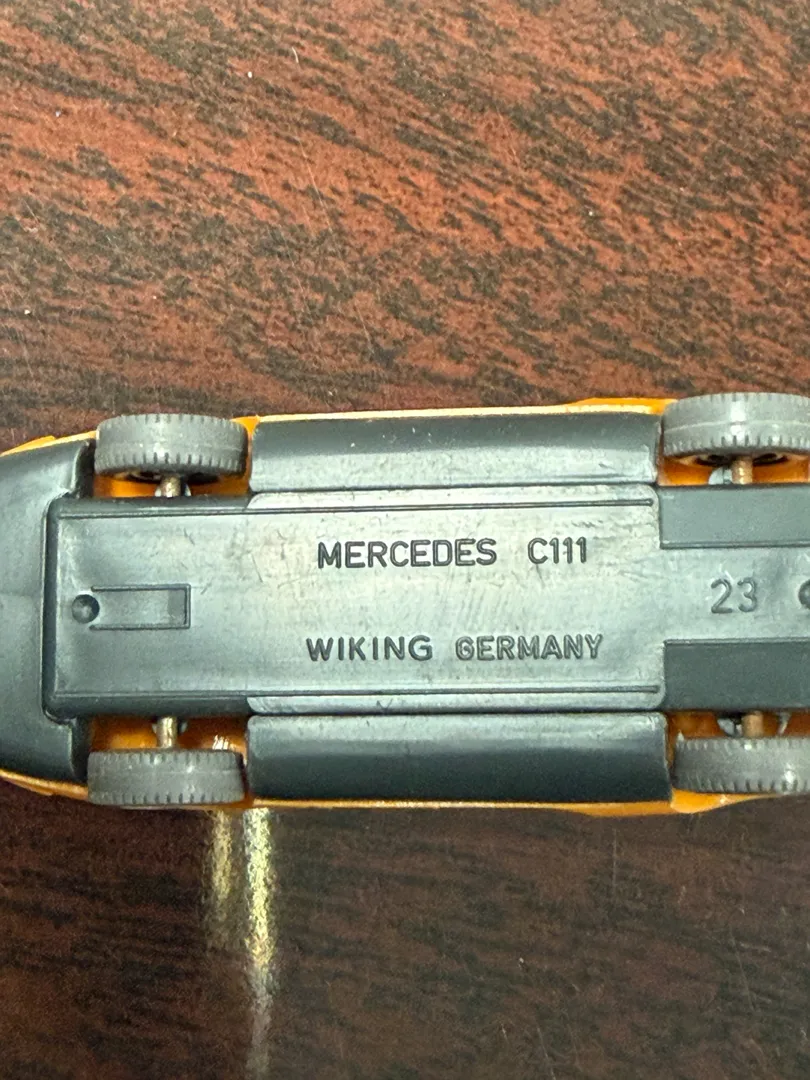 MERCEDES C111
23
WIKING GERMANY